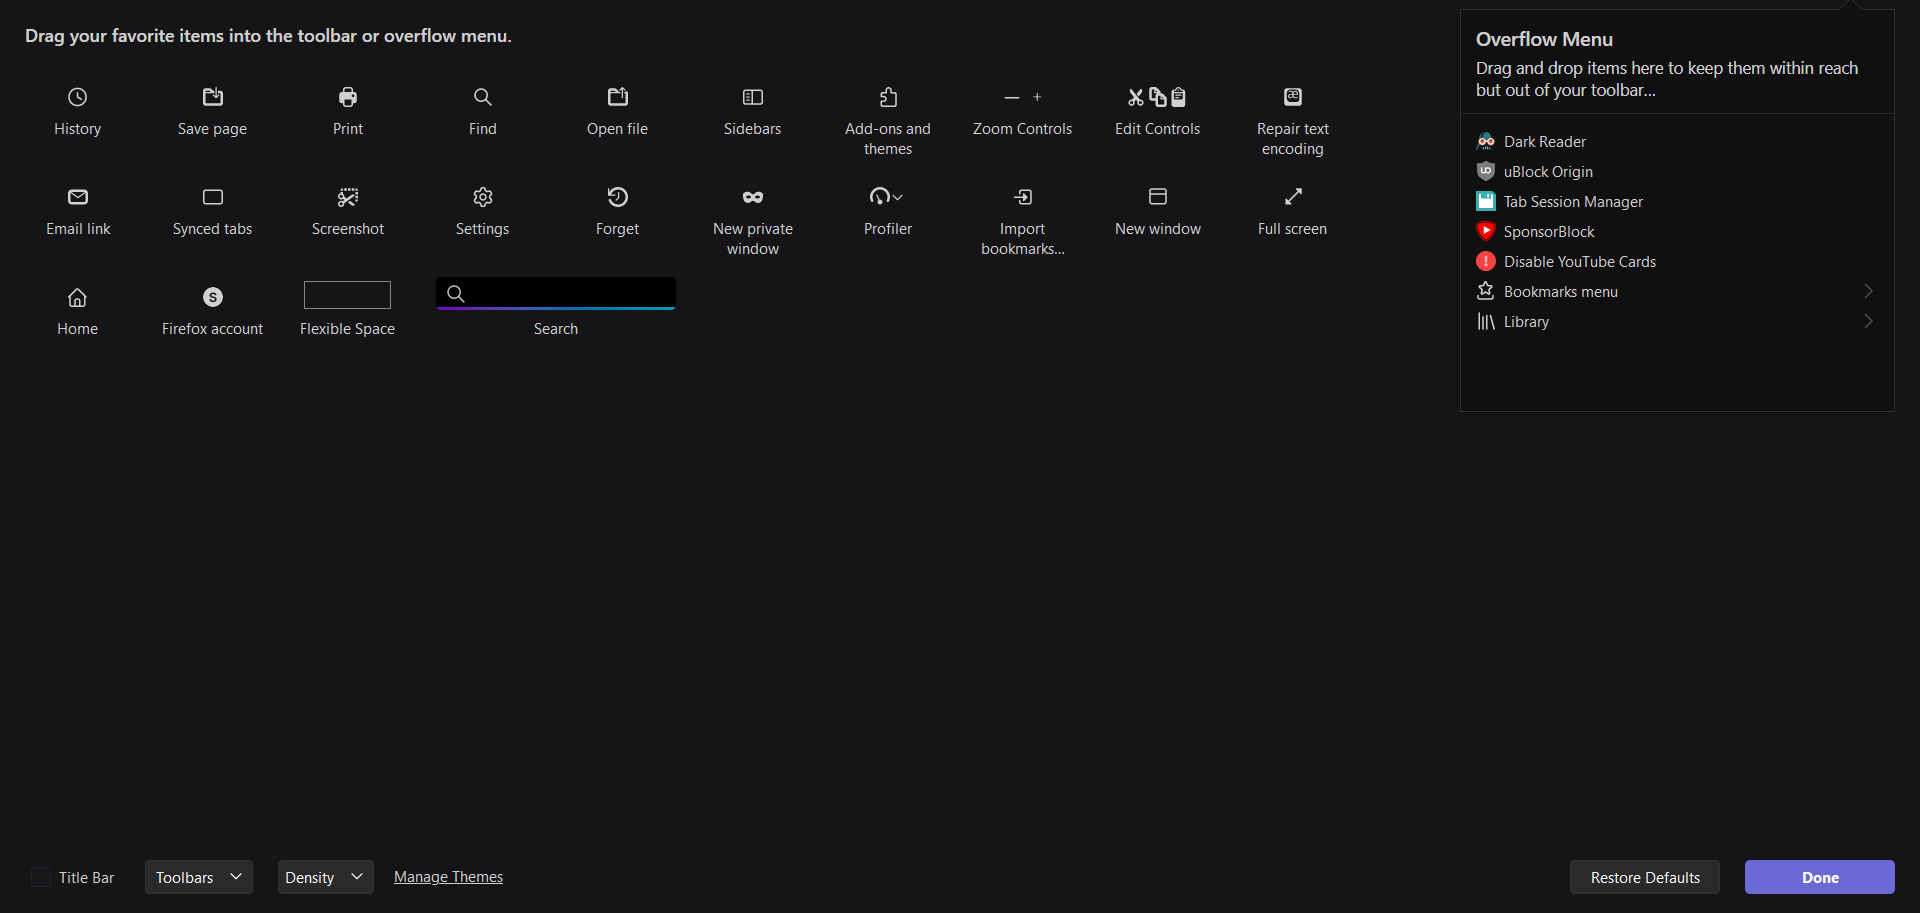 Drag your favorite items into the toolbar or overflow menu.
History
Save page
Print
Find
Open file
Sidebars
Add-ons and
themes
Zoom Controls
Edit Controls
Repair text
encoding
Email link
Synced tabs
Screenshot
Settings
Forget
New private
window
Profiler
Import
bookmarks...
New window
Full screen
Home
S
Firefox account
Flexible Space
Search
Overflow Menu
Drag and drop items here to keep them within reach
but out of your toolbar...
Dark Reader
uBlock Origin
Tab Session Manager
SponsorBlock
Disable YouTube Cards
Bookmarks menu
Library
Title Bar
Toolbars
Density
Manage Themes
Restore Defaults
Done